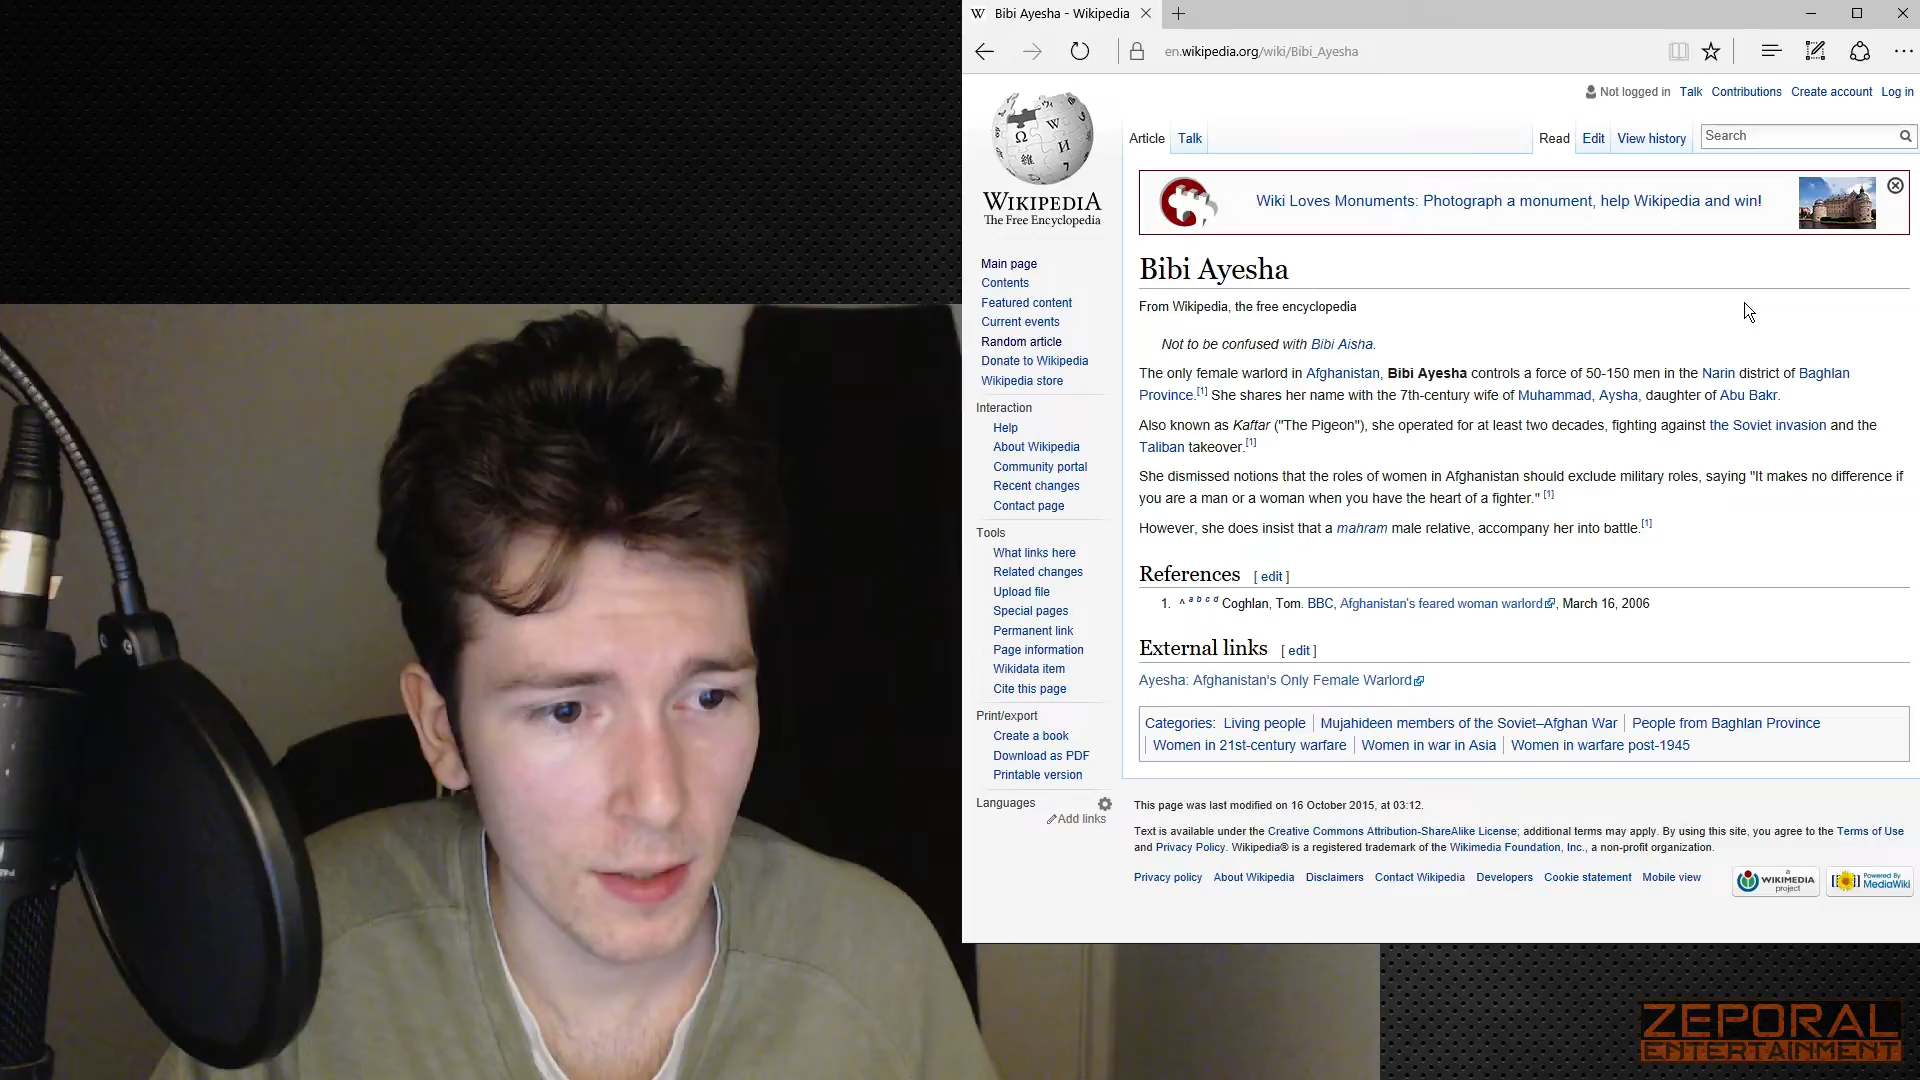 Bibi Ayesha - Wikipedia
en.wikipedia.org/wiki/Bibi_Ayesha
Not logged in Talk Contributions Create account Log in
Article Talk Read Edit View history Search
WIKIPEDIA
The Free Encyclopedia
Wiki Loves Monuments: Photograph a monument, help Wikipedia and win!
Main page
Contents
Featured content
Current events
Random article
Donate to Wikipedia
Wikipedia store
Interaction
Help
About Wikipedia
Community portal
Recent changes
Contact page
Tools
What links here
Related changes
Upload file
Special pages
Permanent link
Page information
Wikidata item
Cite this page
Print/export
Create a book
Download as PDF
Printable version
Languages
Add links
Bibi Ayesha
From Wikipedia, the free encyclopedia
Not to be confused with Bibi Aisha.
The only female warlord in Afghanistan, Bibi Ayesha controls a force of 50-150 men in the Narin district of Baghlan
Province.[1] She shares her name with the 7th-century wife of Muhammad, Aysha, daughter of Abu Bakr.
Also known as Kaftar ("The Pigeon"), she operated for at least two decades, fighting against the Soviet invasion and the
Taliban takeover.[1]
She dismissed notions that the roles of women in Afghanistan should exclude military roles, saying "It makes no difference if
you are a man or a woman when you have the heart of a fighter." [1]
However, she does insist that a mahram male relative, accompany her into battle.[1]
References [ edit ]
1. ^ a b c d Coghlan, Tom. BBC, Afghanistan's feared woman warlord, March 16, 2006
External links [ edit ]
Ayesha: Afghanistan's Only Female Warlord
Categories: Living people | Mujahideen members of the Soviet–Afghan War | People from Baghlan Province
| Women in 21st-century warfare | Women in war in Asia | Women in warfare post-1945
This page was last modified on 16 October 2015, at 03:12.
Text is available under the Creative Commons Attribution-ShareAlike License; additional terms may apply. By using this site, you agree to the Terms of Use
and Privacy Policy. Wikipedia® is a registered trademark of the Wikimedia Foundation, Inc., a non-profit organization.
Privacy policy About Wikipedia Disclaimers Contact Wikipedia Developers Cookie statement Mobile view
a WIKIMEDIA project
Powered By MediaWiki
ZEPORAL
ENTERTAINMENT